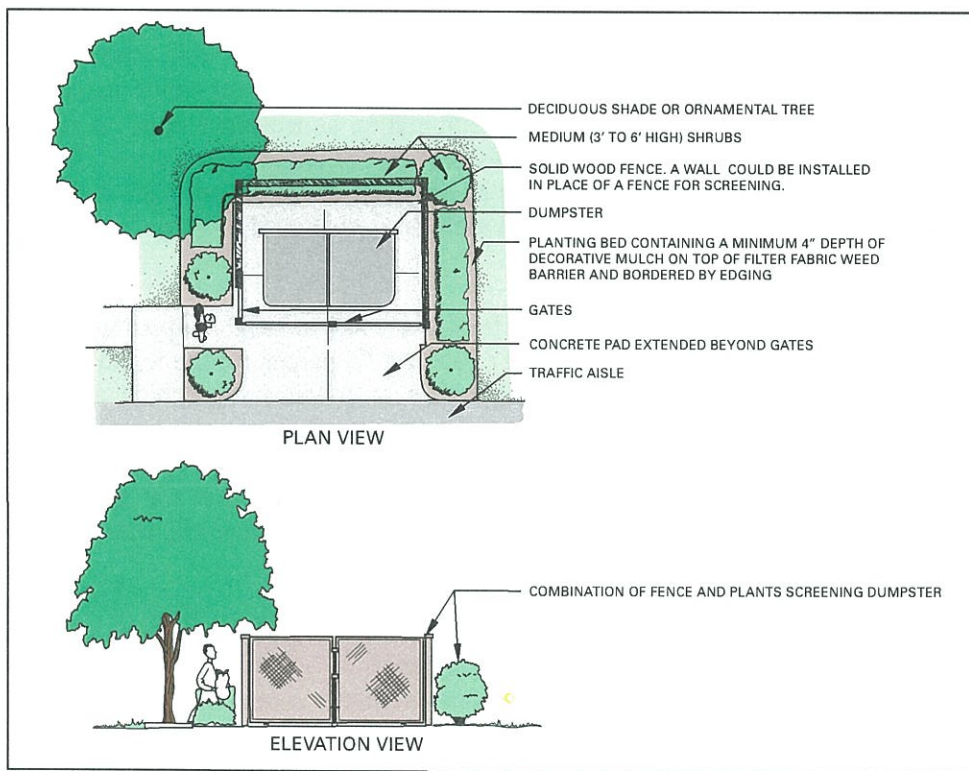 DECIDUOUS SHADE OR ORNAMENTAL TREE
MEDIUM (3' TO 6' HIGH) SHRUBS
SOLID WOOD FENCE. A WALL COULD BE INSTALLED
IN PLACE OF A FENCE FOR SCREENING.
DUMPSTER
PLANTING BED CONTAINING A MINIMUM 4" DEPTH OF
DECORATIVE MULCH ON TOP OF FILTER FABRIC WEED
BARRIER AND BORDERED BY EDGING
GATES
CONCRETE PAD EXTENDED BEYOND GATES
TRAFFIC AISLE
PLAN VIEW
COMBINATION OF FENCE AND PLANTS SCREENING DUMPSTER
ELEVATION VIEW